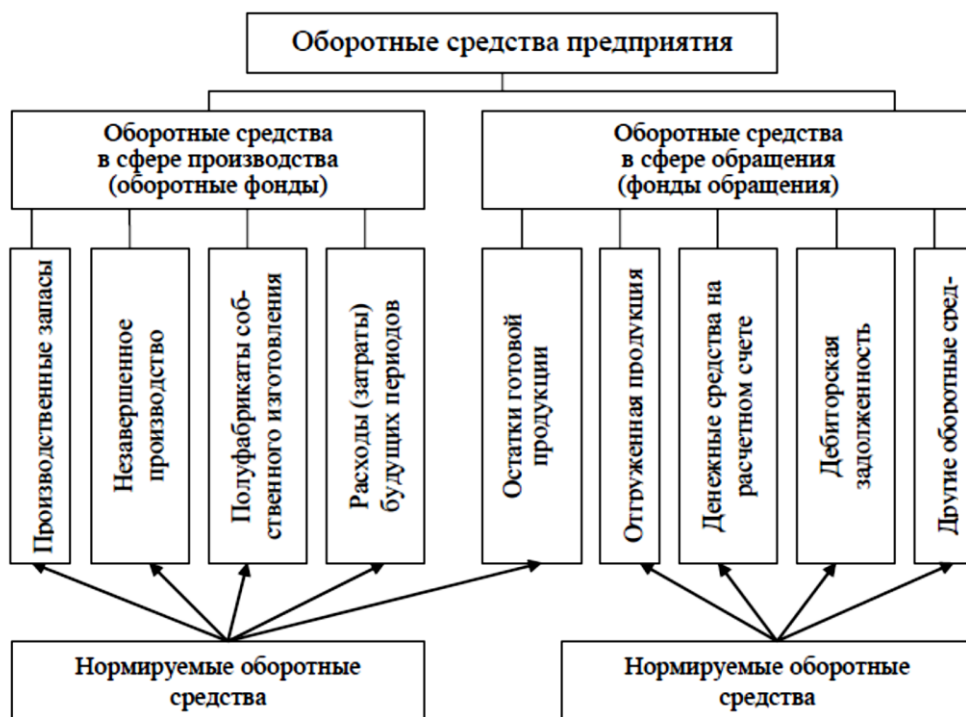 Оборотные средства предприятия
Оборотные средства
в сфере производства
(оборотные фонды)
Оборотные средства
в сфере обращения
(фонды обращения)
Производственные запасы
Незавершенное
производство
Полуфабрикаты соб-
ственного изготовления
Расходы (затраты)
будущих периодов
Остатки готовой
продукции
Отгруженная продукция
Денежные средства на
расчетном счете
Дебиторская
задолженность
Другие оборотные сред-
Нормируемые оборотные
средства
Нормируемые оборотные
средства